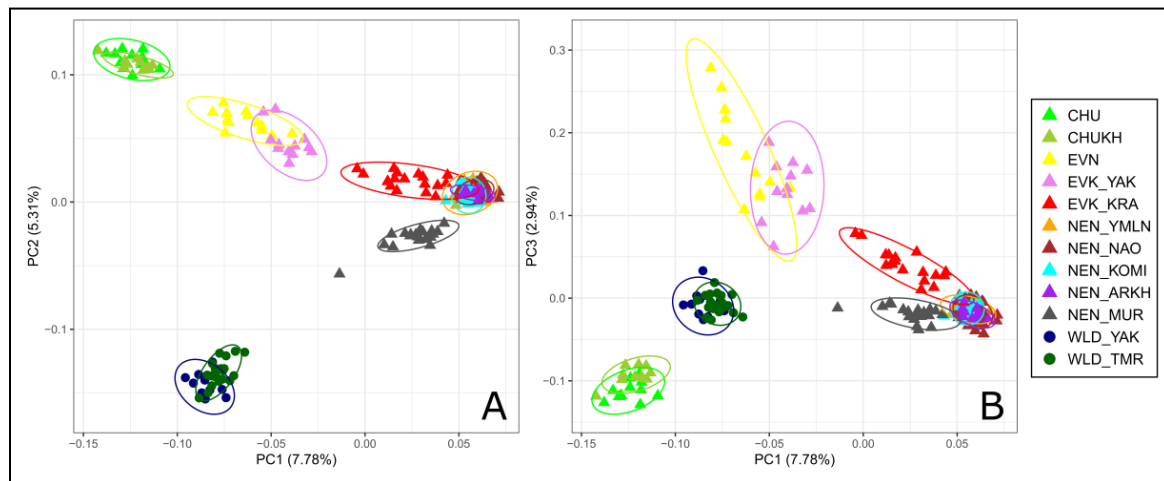 0.1
0.0
−0.1
PC2 (5.31%)
−0.15
−0.10
−0.05
0.00
0.05
PC1 (7.78%)
A
0.3
0.2
0.1
0.0
−0.1
PC3 (2.94%)
−0.15
−0.10
−0.05
0.00
0.05
PC1 (7.78%)
B
CHU
CHUKH
EVN
EVK_YAK
EVK_KRA
NEN_YMLN
NEN_NAO
NEN_KOMI
NEN_ARKH
NEN_MUR
WLD_YAK
WLD_TMR